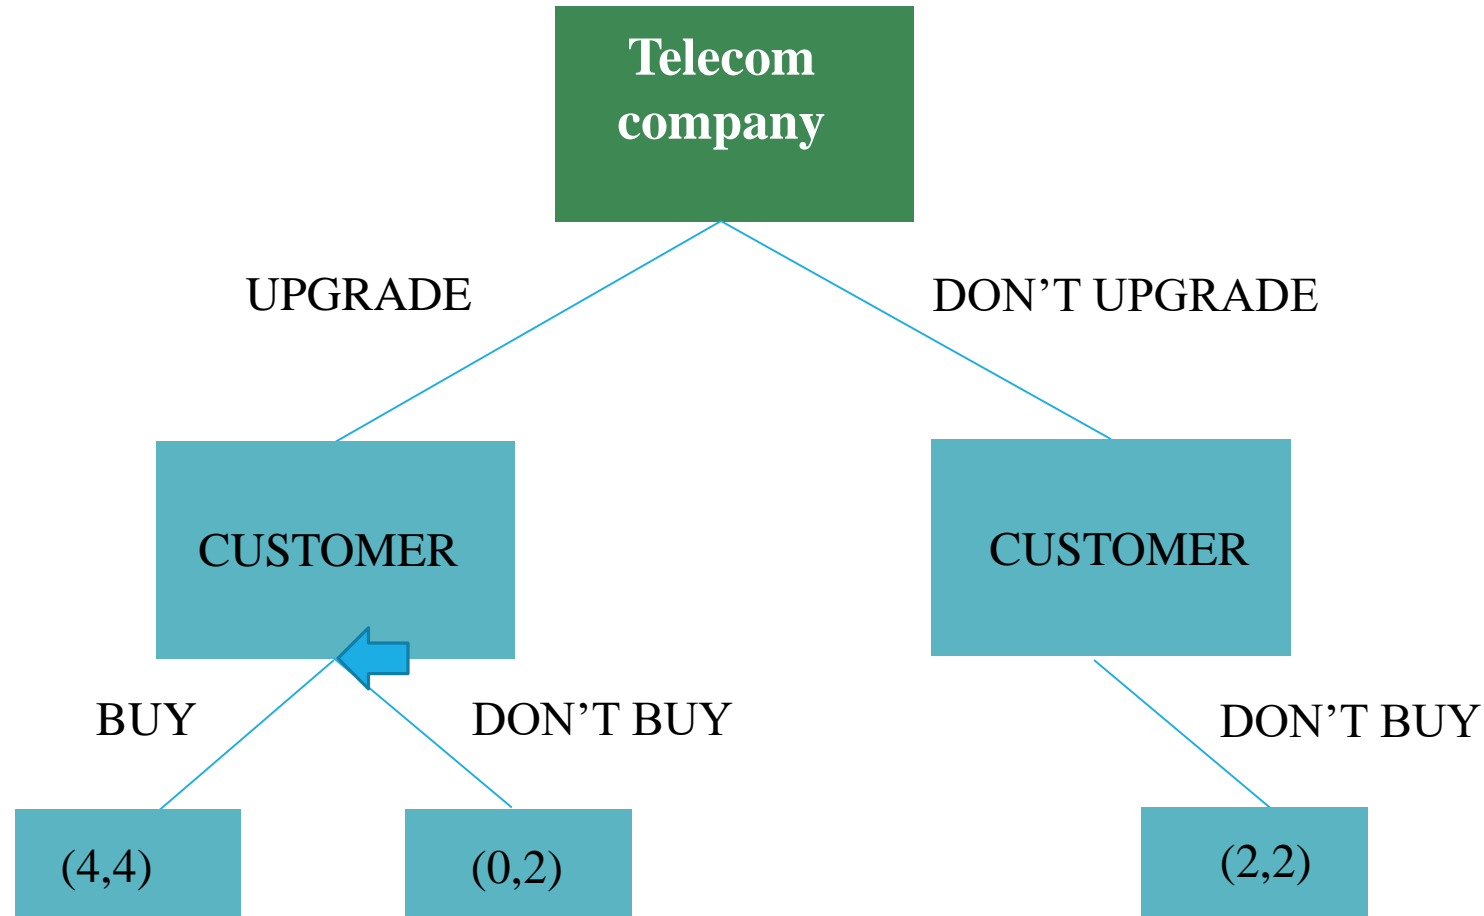 Telecom
company
UPGRADE
DON’T UPGRADE
CUSTOMER
CUSTOMER
BUY
DON’T BUY
DON’T BUY
(4,4)
(0,2)
(2,2)